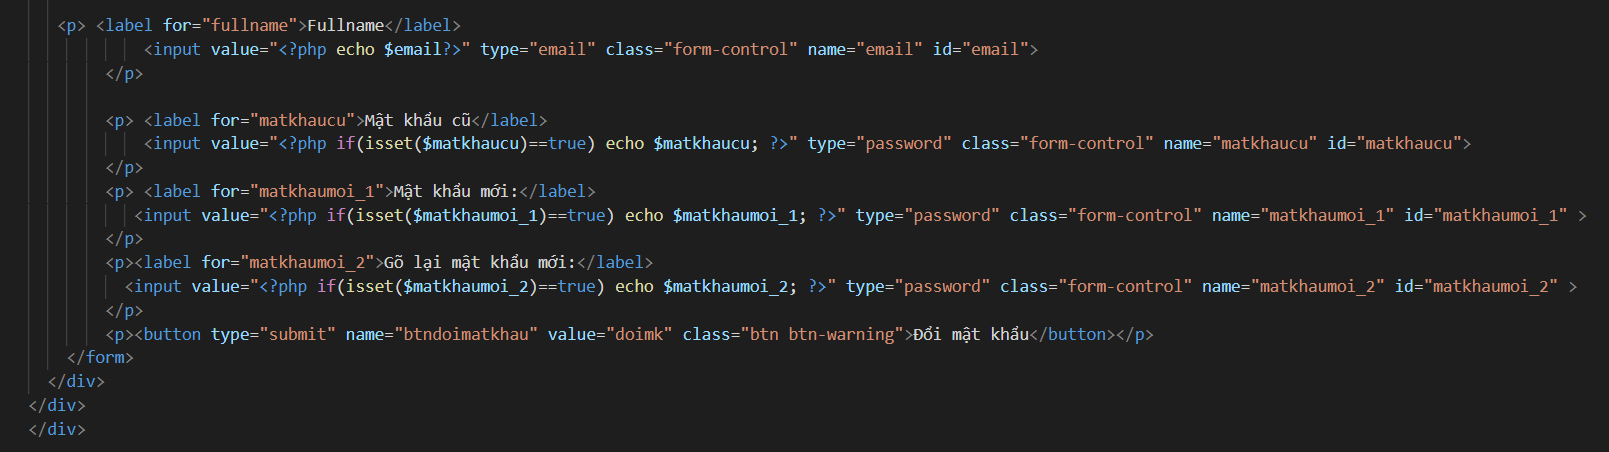 <p> <label for="fullname">Fullname</label>
<input value="<?php echo $email?>" type="email" class="form-control" name="email" id="email">
</p>
<p> <label for="matkhaucu">Mật khẩu cũ</label>
<input value="<?php if(isset($matkhaucu)==true) echo $matkhaucu; ?>" type="password" class="form-control" name="matkhaucu" id="matkhaucu">
</p>
<p> <label for="matkhaumoi_1">Mật khẩu mới:</label>
<input value="<?php if(isset($matkhaumoi_1)==true) echo $matkhaumoi_1; ?>" type="password" class="form-control" name="matkhaumoi_1" id="matkhaumoi_1" >
</p>
<p><label for="matkhaumoi_2">Gõ lại mật khẩu mới:</label>
<input value="<?php if(isset($matkhaumoi_2)==true) echo $matkhaumoi_2; ?>" type="password" class="form-control" name="matkhaumoi_2" id="matkhaumoi_2" >
</p>
<p><button type="submit" name="btndoimatkhau" value="doimk" class="btn btn-warning">Đổi mật khẩu</button></p>
</form>
</div>
</div>
</div>